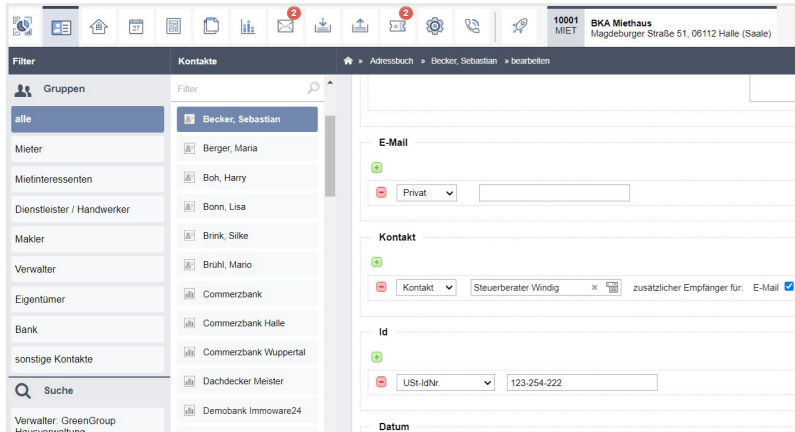 2
2
27
10001
MIET
BKA Miethaus
Magdeburger Straße 51, 06112 Halle (Saale)
Filter
Kontakte
» Adressbuch » Becker, Sebastian » bearbeiten
Gruppen
alle
Mieter
Mietinteressenten
Dienstleister / Handwerker
Makler
Verwalter
Eigentümer
Bank
sonstige Kontakte
Suche
Verwalter: GreenGroup
Hausverwaltung
Filter
Becker, Sebastian
Berger, Maria
Boh, Harry
Bonn, Lisa
Brink, Silke
Brühl, Mario
Commerzbank
Commerzbank Halle
Commerzbank Wuppertal
Dachdecker Meister
Demobank Immoware24
E-Mail
Privat
Kontakt
Kontakt Steuerberater Windig zusätzlicher Empfänger für: E-Mail
Id
USt-IdNr. 123-254-222
Datum